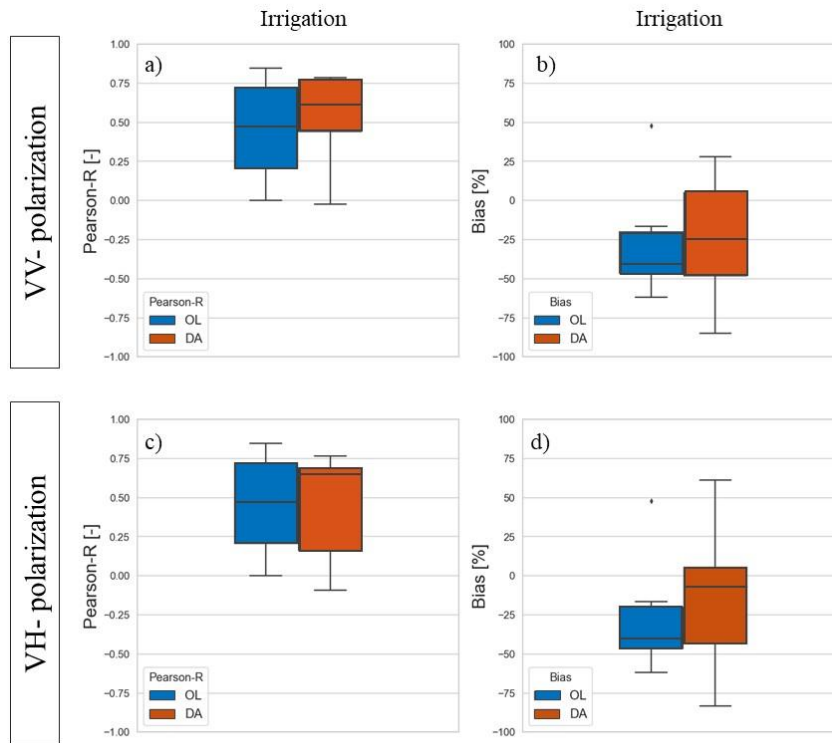 Irrigation
Irrigation
VV- polarization
a)
Pearson-R [-]
1.00
0.75
0.50
0.25
0.00
−0.25
−0.50
−0.75
−1.00
Pearson-R
OL
DA
b)
Bias [%]
100
75
50
25
0
−25
−50
−75
−100
Bias
OL
DA
VH- polarization
c)
Pearson-R [-]
1.00
0.75
0.50
0.25
0.00
−0.25
−0.50
−0.75
−1.00
Pearson-R
OL
DA
d)
Bias [%]
100
75
50
25
0
−25
−50
−75
−100
Bias
OL
DA